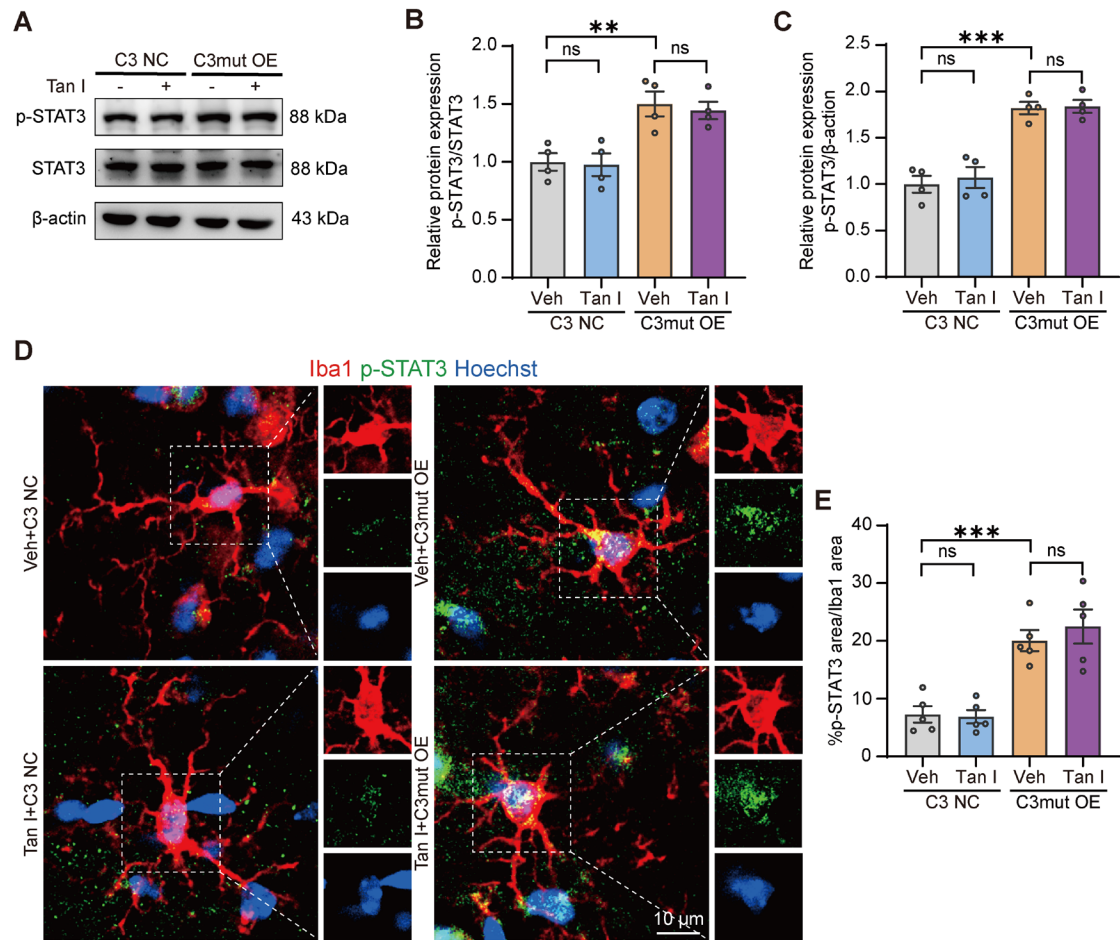 A
C3 NC C3mut OE
Tan I - + - +
p-STAT3 88 kDa
STAT3 88 kDa
β-actin 43 kDa
B
Relative protein expression
p-STAT3/STAT3
2.0
1.5
1.0
0.5
0.0
** 
ns ns
Veh Tan I Veh Tan I
C3 NC C3mut OE
C
Relative protein expression
p-STAT3/β-action
2.5
2.0
1.5
1.0
0.5
0.0
***
ns ns
Veh Tan I Veh Tan I
C3 NC C3mut OE
D
Iba1 p-STAT3 Hoechst
Veh+C3 NC
Veh+C3mut OE
Tan I+C3 NC
Tan I+C3mut OE
10 μm
E
%p-STAT3 area/Iba1 area
40
30
20
10
0
***
ns ns
Veh Tan I Veh Tan I
C3 NC C3mut OE